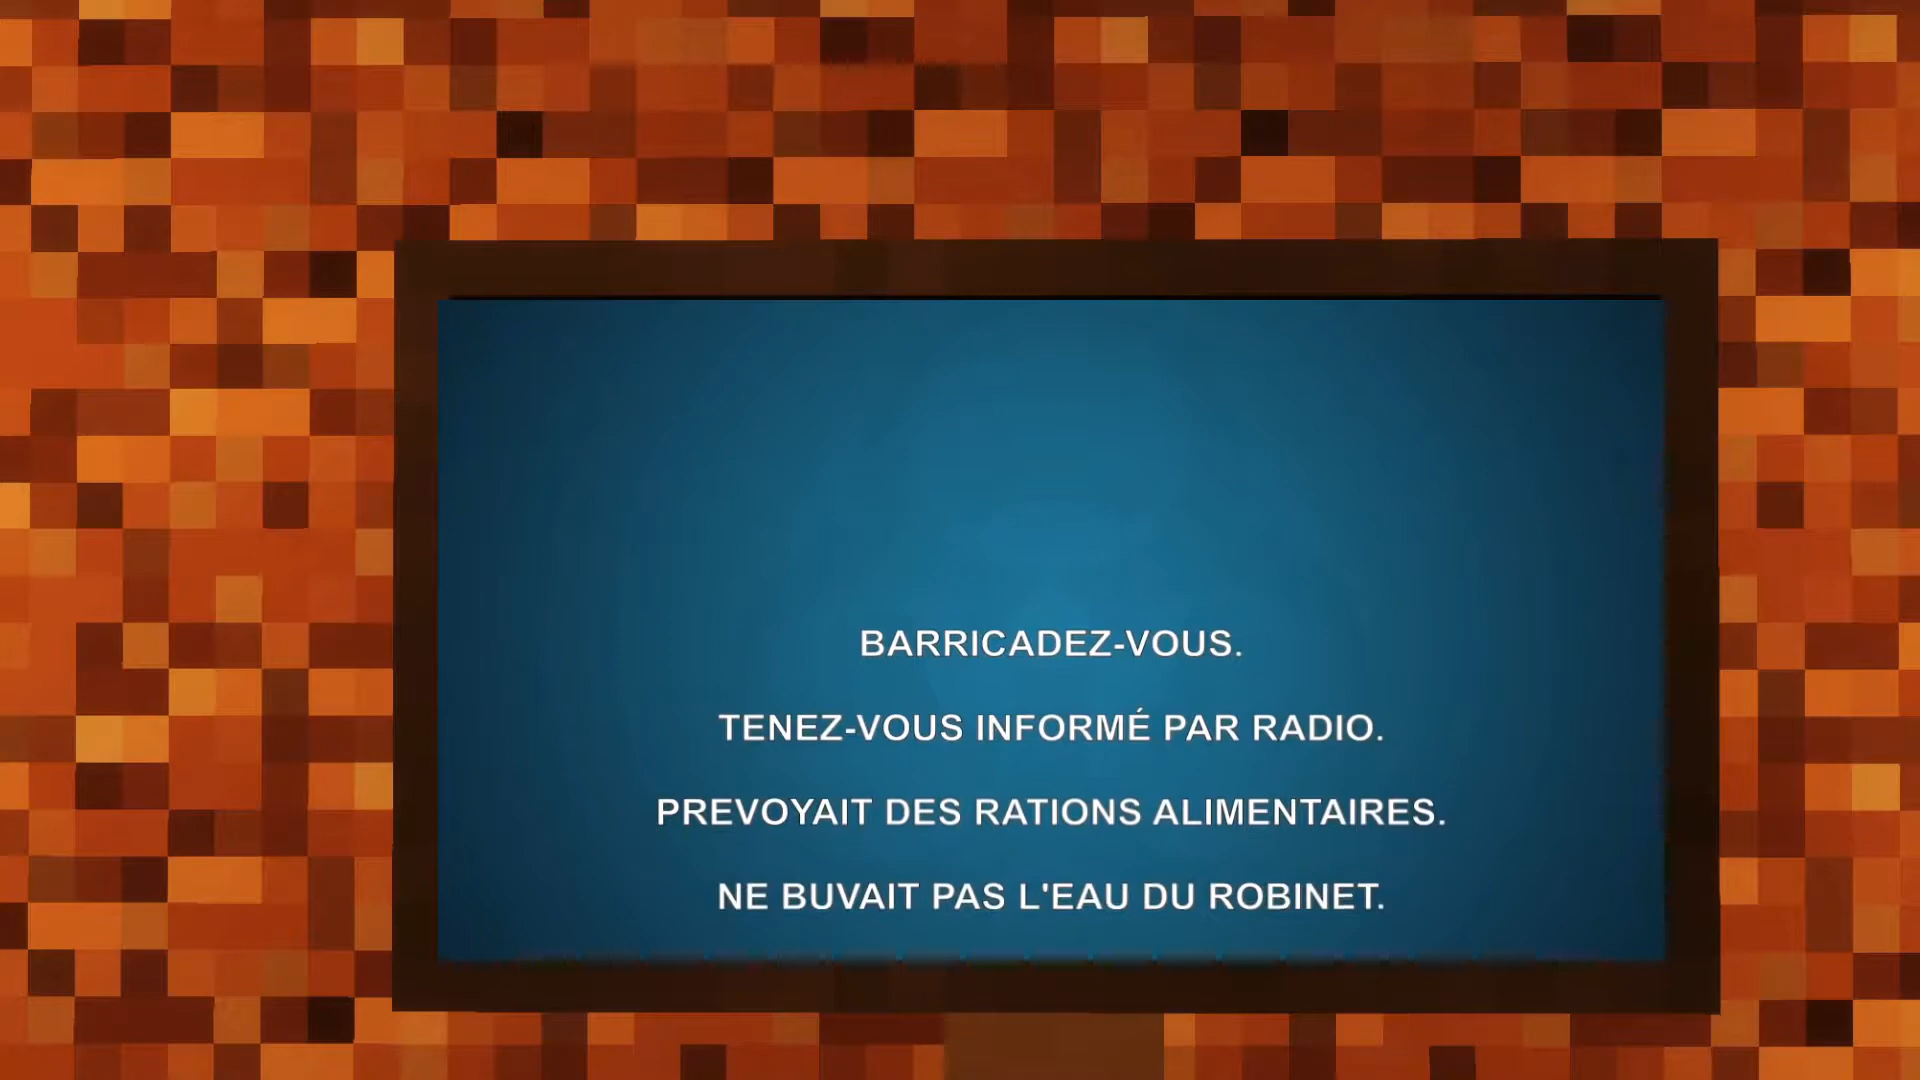 BARRICADEZ-VOUS.
TENEZ-VOUS INFORMÉ PAR RADIO.
PREVOYAIT DES RATIONS ALIMENTAIRES.
NE BUVAIT PAS L'EAU DU ROBINET.